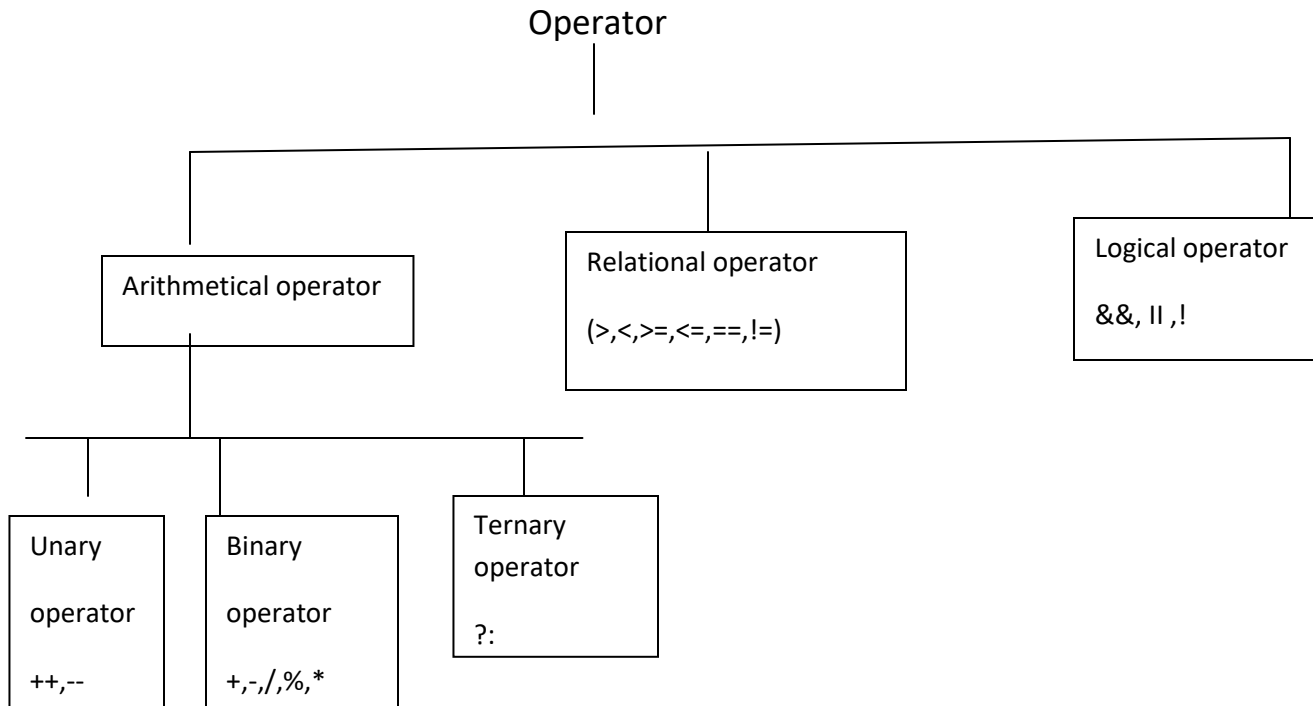 Operator
Arithmetical operator
Relational operator
(>,<,>=,<=,==,!=)
Logical operator
&&, II ,!
Unary
operator
++,--
Binary
operator
+,-,/,%,*
Ternary
operator
?: